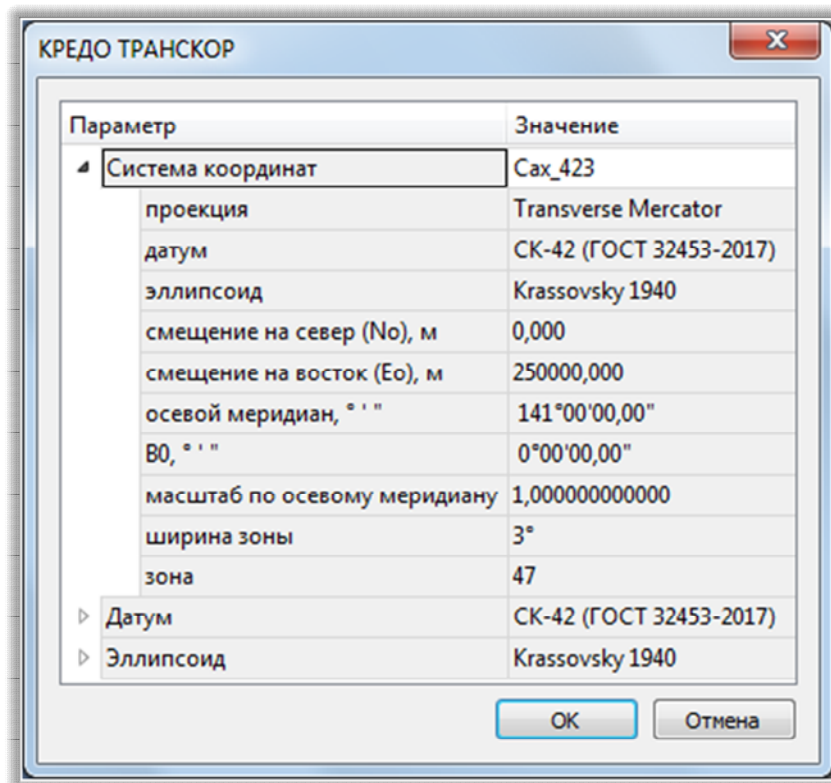 КРЕДО ТРАНСКОР
Параметр Значение
Система координат Сах_423
проекция Transverse Mercator
датум СК-42 (ГОСТ 32453-2017)
эллипсоид Krassovsky 1940
смещение на север (No), м 0,000
смещение на восток (Eo), м 250000,000
осевой меридиан, ° ' " 141°00'00,00"
B0, ° ' " 0°00'00,00"
масштаб по осевому меридиану 1,000000000000
ширина зоны 3°
зона 47
Датум СК-42 (ГОСТ 32453-2017)
Эллипсоид Krassovsky 1940
ОК Отмена